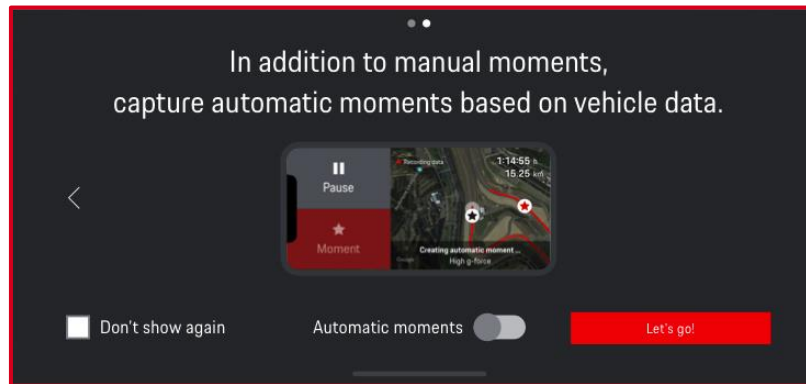 In addition to manual moments,
capture automatic moments based on vehicle data.
Pause
Moment
Recording data
1:14:55 h
15.25 km
Creating automatic moment ...
High g-force
Google
Don't show again
Automatic moments
Let's go!